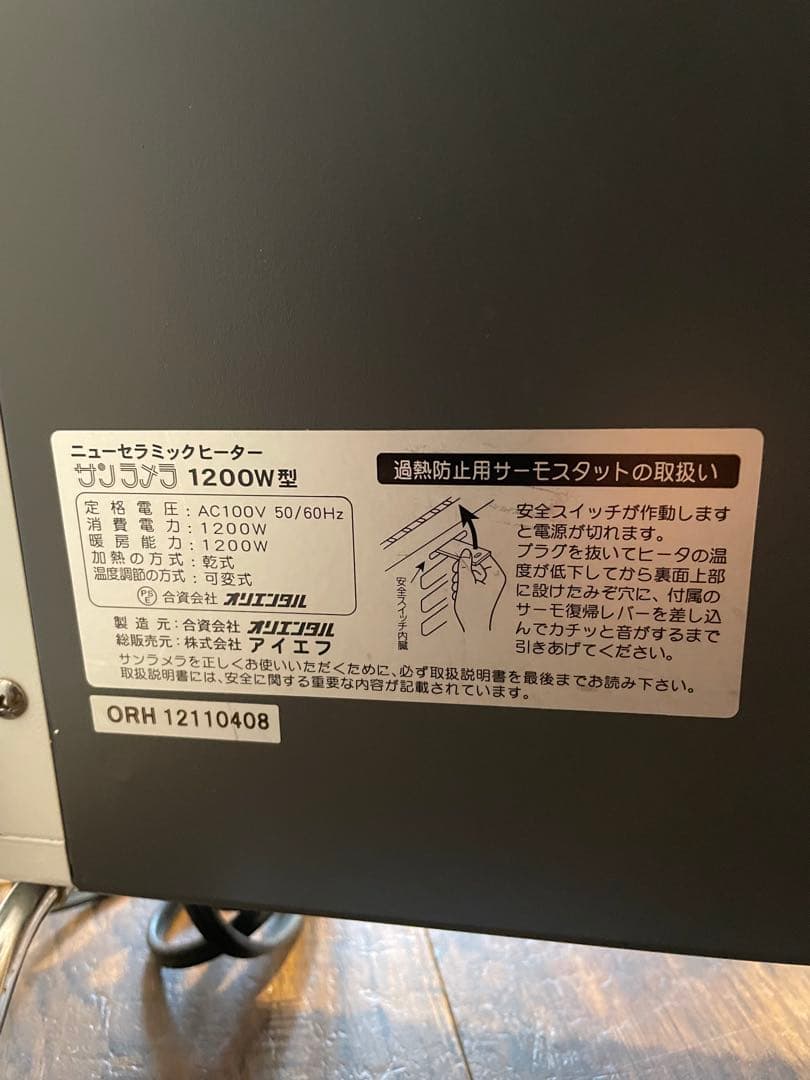 ニューセラミックヒーター
サンラメラ 1200W型
定格電圧：AC100V 50/60Hz
消費電力：1200W
暖房能力：1200W
加熱の方式：乾式
温度調節の方式：可変式
PSE 合資会社 オリエンタル
製造元：合資会社 オリエンタル
総販売元：株式会社 アイエフ
過熱防止用サーモスタットの取扱い
安全スイッチ内臓
安全スイッチが作動します
と電源が切れます。
プラグを抜いてヒータの温
度が低下してから裏面上部
に設けたみぞ穴に、付属の
サーモ復帰レバーを差し込
んでカチッと音がするまで
引きあげてください。
サンラメラを正しくお使いいただくために、必ず取扱説明書を最後までお読み下さい。
取扱説明書には、安全に関する重要な内容が記載されています。
ORH 12110408